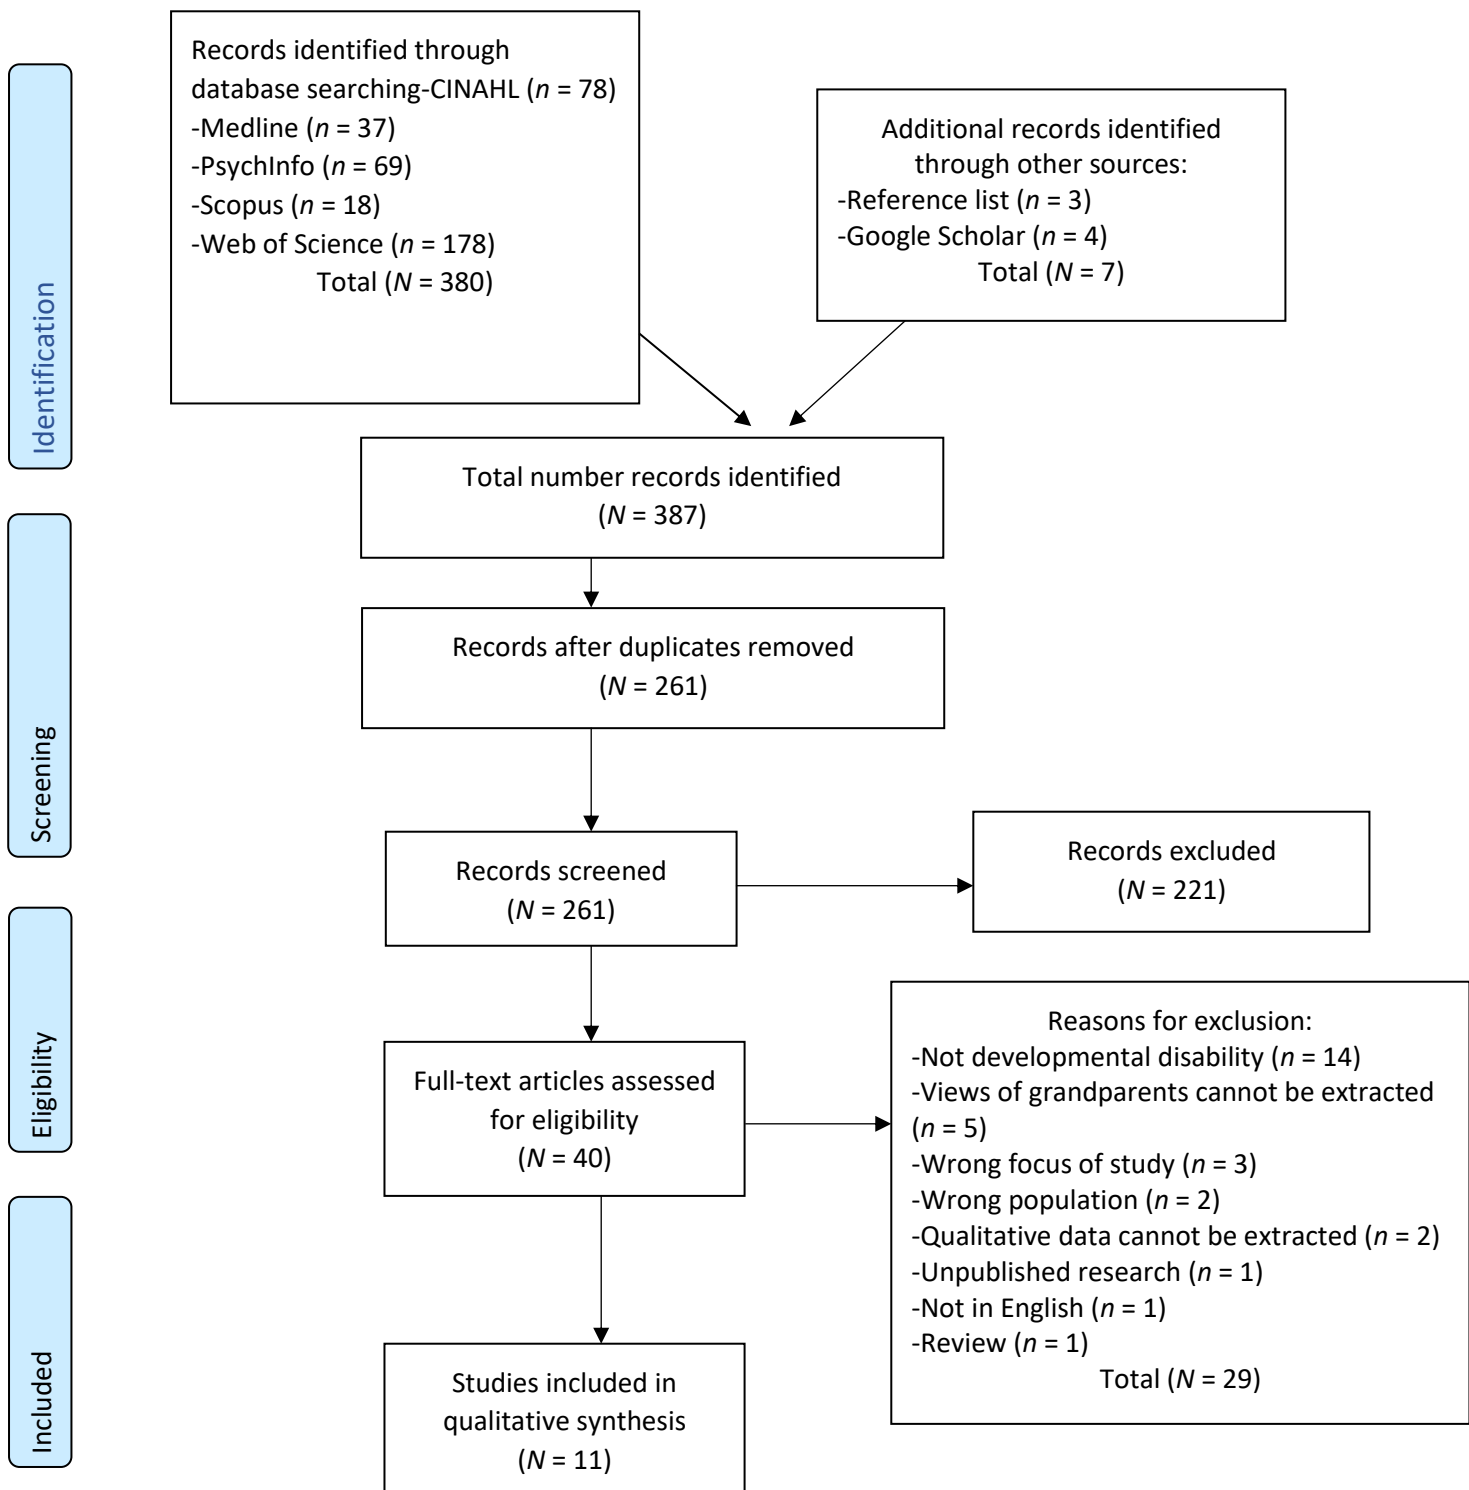 Records identified through
database searching-CINAHL (n = 78)
-Medline (n = 37)
-PsychInfo (n = 69)
-Scopus (n = 18)
-Web of Science (n = 178)
Total (N = 380)
Additional records identified
through other sources:
-Reference list (n = 3)
-Google Scholar (n = 4)
Total (N = 7)
Identification
Total number records identified
(N = 387)
Screening
Records after duplicates removed
(N = 261)
Records screened
(N = 261)
Records excluded
(N = 221)
Eligibility
Full-text articles assessed
for eligibility
(N = 40)
Reasons for exclusion:
-Not developmental disability (n = 14)
-Views of grandparents cannot be extracted
(n = 5)
-Wrong focus of study (n = 3)
-Wrong population (n = 2)
-Qualitative data cannot be extracted (n = 2)
-Unpublished research (n = 1)
-Not in English (n = 1)
-Review (n = 1)
Total (N = 29)
Included
Studies included in
qualitative synthesis
(N = 11)